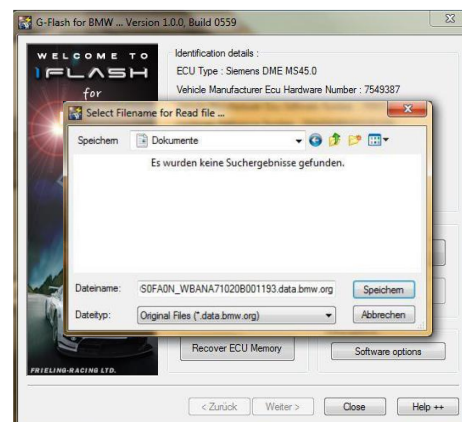 G-Flash for BMW ... Version 1.0.0, Build 0559
WELCOME TO
iFLASH
for
Identification details :
ECU Type : Siemens DME MS45.0
Vehicle Manufacturer Ecu Hardware Number : 7549387
Select Filename for Read file ...
Speichern
Dokumente
Es wurden keine Suchergebnisse gefunden.
Dateiname:
S0FA0N_WBANA71020B001193.data.bmw.org
Speichern
Dateityp:
Original Files (*.data.bmw.org)
Abbrechen
Recover ECU Memory
Software options
FRIELING-RACING LTD.
< Zurück
Weiter >
Close
Help ++